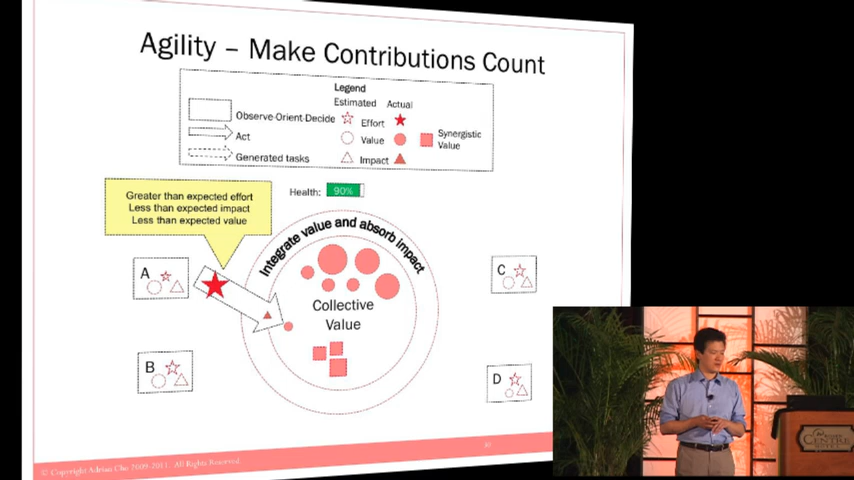 Agility – Make Contributions Count
Legend
Estimated Actual
Observe-Orient-Decide
Effort
Act
Value
Synergistic
Value
Generated tasks
Impact
Greater than expected effort
Less than expected impact
Less than expected value
Health: 90%
Integrate value and absorb impact
A
C
Collective
Value
B
D
© Copyright Adrian Cho 2009-2011. All Rights Reserved.
CENTRE